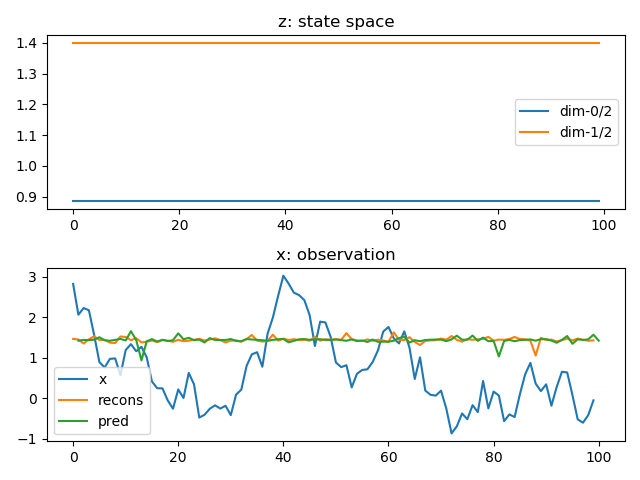 z: state space
1.4
1.3
1.2
1.1
1.0
0.9
dim-0/2
dim-1/2
0 20 40 60 80 100
x: observation
3
2
1
0
−1
x
recons
pred
0 20 40 60 80 100